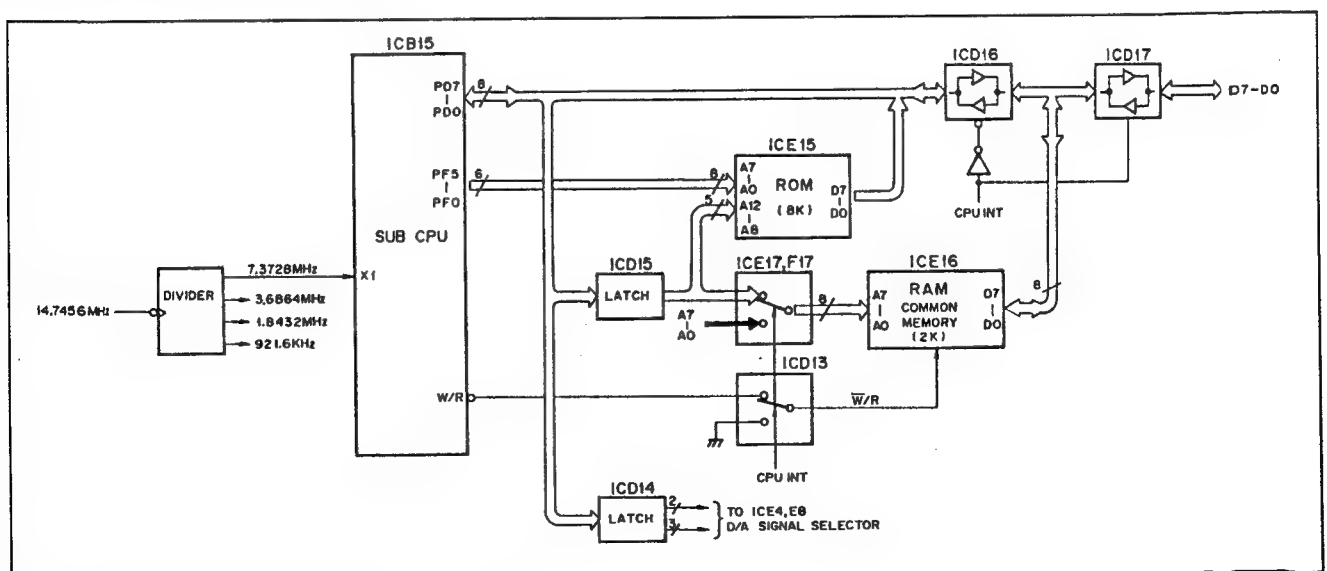 ICB15
ICD16
ICD17
PD7
|
PD0
8
D7-D0
ICE15
PF5
|
PF0
6
8
A7
|
A0
5
A12
|
A8
ROM
(8K)
D7
|
D0
CPU INT
SUB CPU
7.3728MHz
X1
DIVIDER
14.7456MHz
3.6864MHz
1.8432MHz
921.6KHz
ICD15
LATCH
A7
|
A0
ICE17,F17
8
ICE16
A7
|
A0
RAM
COMMON
MEMORY
(2K)
D7
|
D0
8
ICD13
W/R
W̅/R
CPU INT
ICD14
LATCH
2
3
TO ICE4,E8
D/A SIGNAL SELECTOR